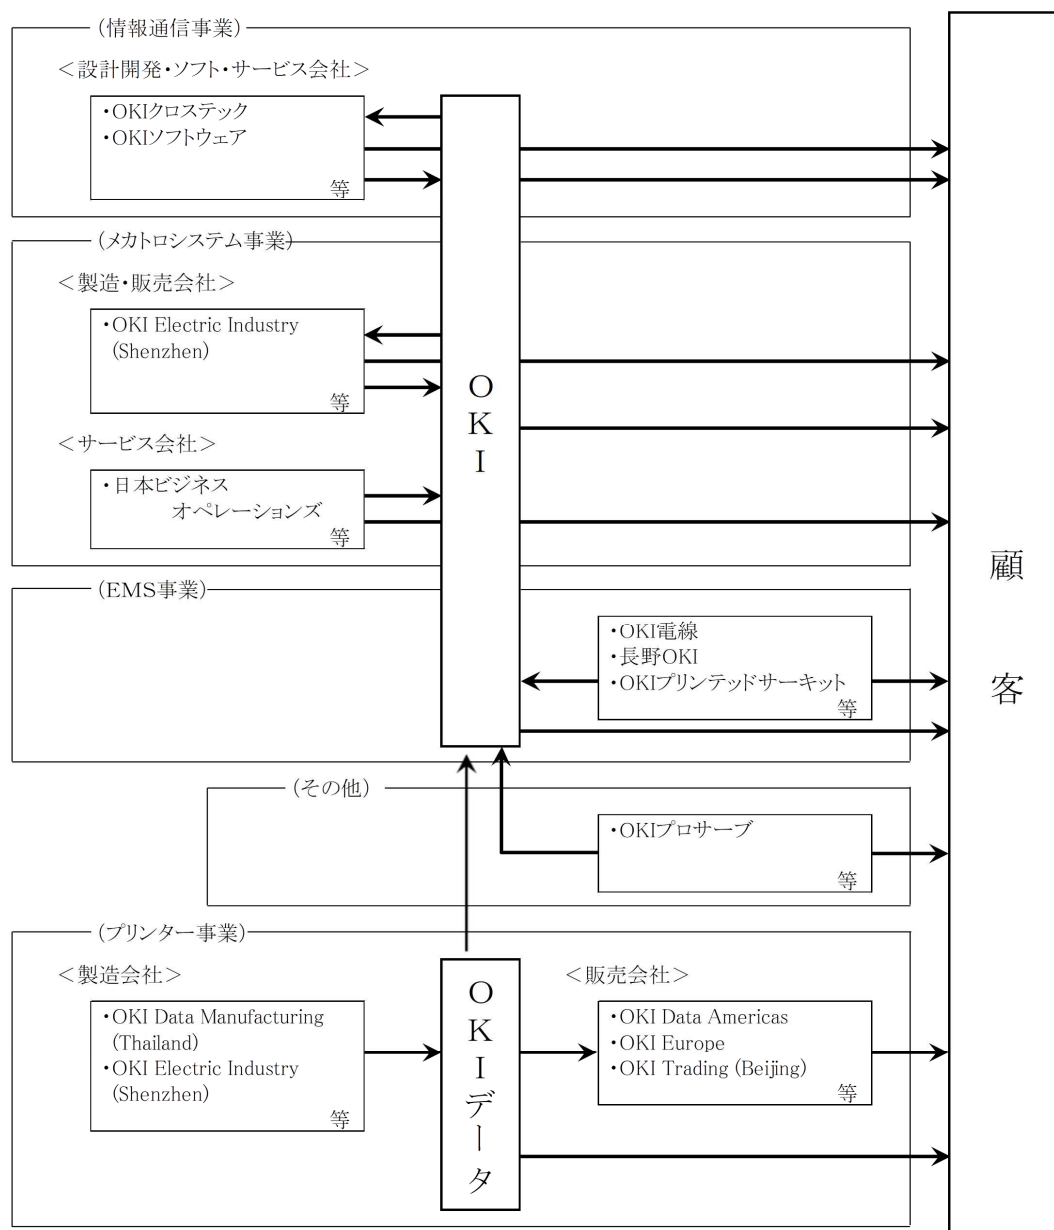 (情報通信事業)
＜設計開発・ソフト・サービス会社＞
・OKIクロステック
・OKIソフトウェア
等
(メカトロシステム事業)
＜製造・販売会社＞
・OKI Electric Industry
(Shenzhen)
等
＜サービス会社＞
・日本ビジネス
オペレーションズ
等
OKI
(EMS事業)
・OKI電線
・長野OKI
・OKIプリンテッドサーキット
等
(その他)
・OKIプロサーブ
等
(プリンター事業)
＜製造会社＞
・OKI Data Manufacturing
(Thailand)
・OKI Electric Industry
(Shenzhen)
等
OKIデータ
＜販売会社＞
・OKI Data Americas
・OKI Europe
・OKI Trading (Beijing)
等
顧客